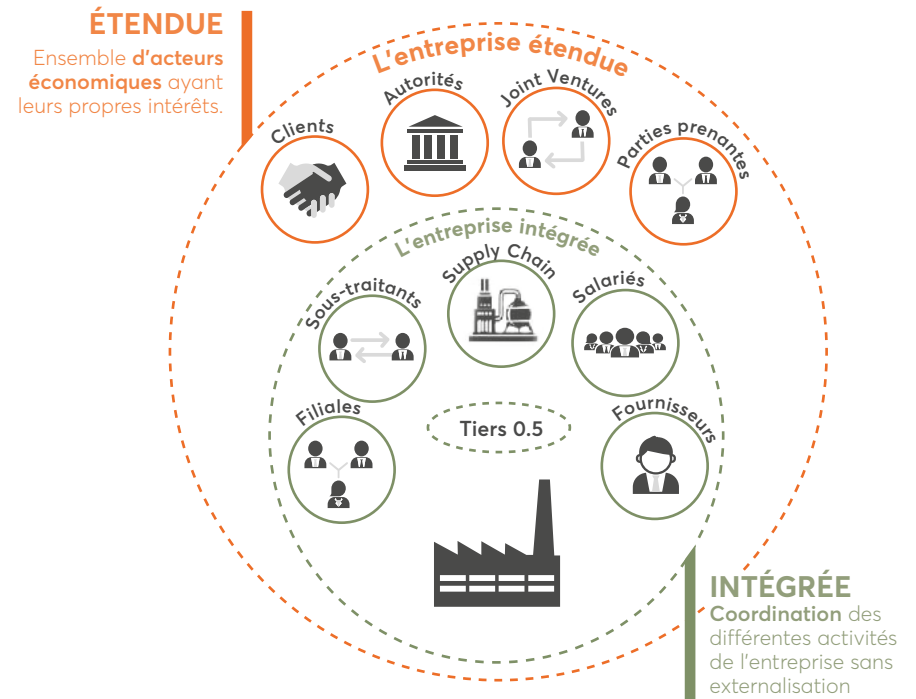 ÉTENDUE
Ensemble d'acteurs
économiques ayant
leurs propres intérêts.
L'entreprise étendue
Clients
Autorités
Joint Ventures
Parties prenantes
L'entreprise intégrée
Filiales
Sous-traitants
Supply Chain
Salariés
Fournisseurs
Tiers 0.5
INTÉGRÉE
Coordination des
différentes activités
de l'entreprise sans
externalisation